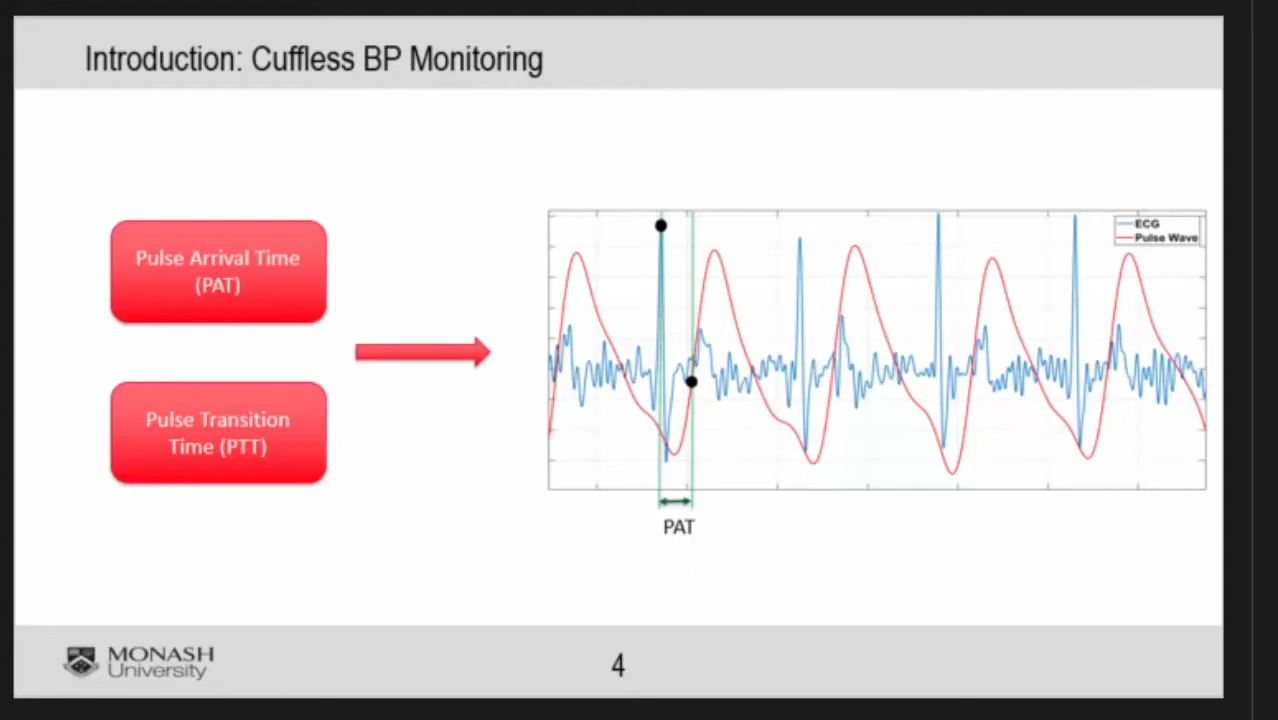 Introduction: Cuffless BP Monitoring
Pulse Arrival Time
(PAT)
Pulse Transition
Time (PTT)
ECG
Pulse Wave
PAT
MONASH
University
4